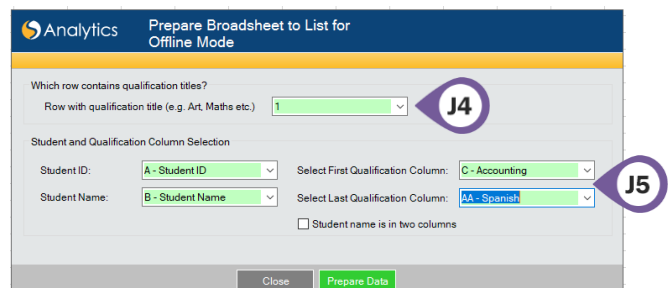 Analytics
Prepare Broadsheet to List for
Offline Mode
Which row contains qualification titles?
Row with qualification title (e.g. Art, Maths etc.)
1
J4
Student and Qualification Column Selection
Student ID:
A - Student ID
Select First Qualification Column:
C - Accounting
J5
Student Name:
B - Student Name
Select Last Qualification Column:
AA - Spanish
Student name is in two columns
Close
Prepare Data